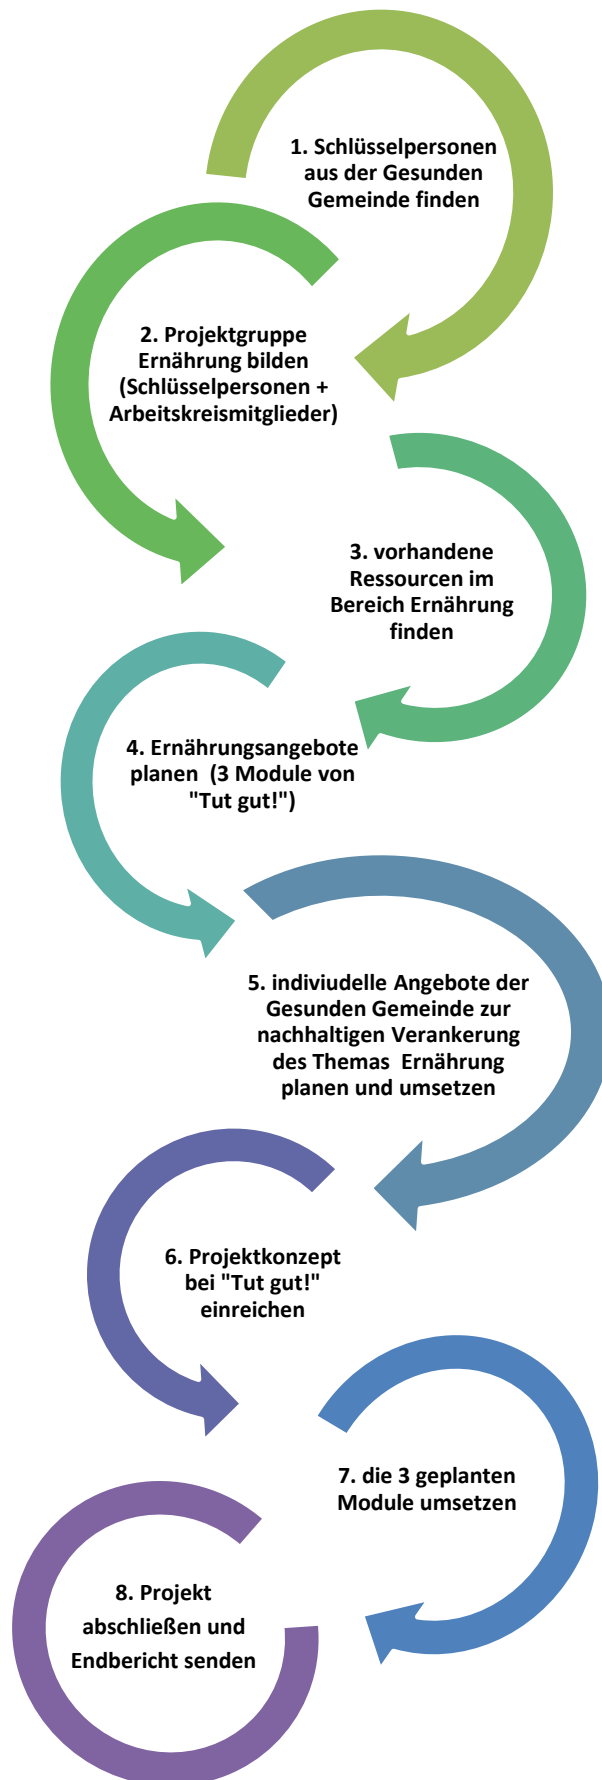 1. Schlüsselpersonen
aus der Gesunden
Gemeinde finden
2. Projektgruppe
Ernährung bilden
(Schlüsselpersonen +
Arbeitskreismitglieder)
3. vorhandene
Ressourcen im
Bereich Ernährung
finden
4. Ernährungsangebote
planen (3 Module von
"Tut gut!")
5. indiviudelle Angebote der
Gesunden Gemeinde zur
nachhaltigen Verankerung
des Themas Ernährung
planen und umsetzen
6. Projektkonzept
bei "Tut gut!"
einreichen
7. die 3 geplanten
Module umsetzen
8. Projekt
abschließen und
Endbericht senden